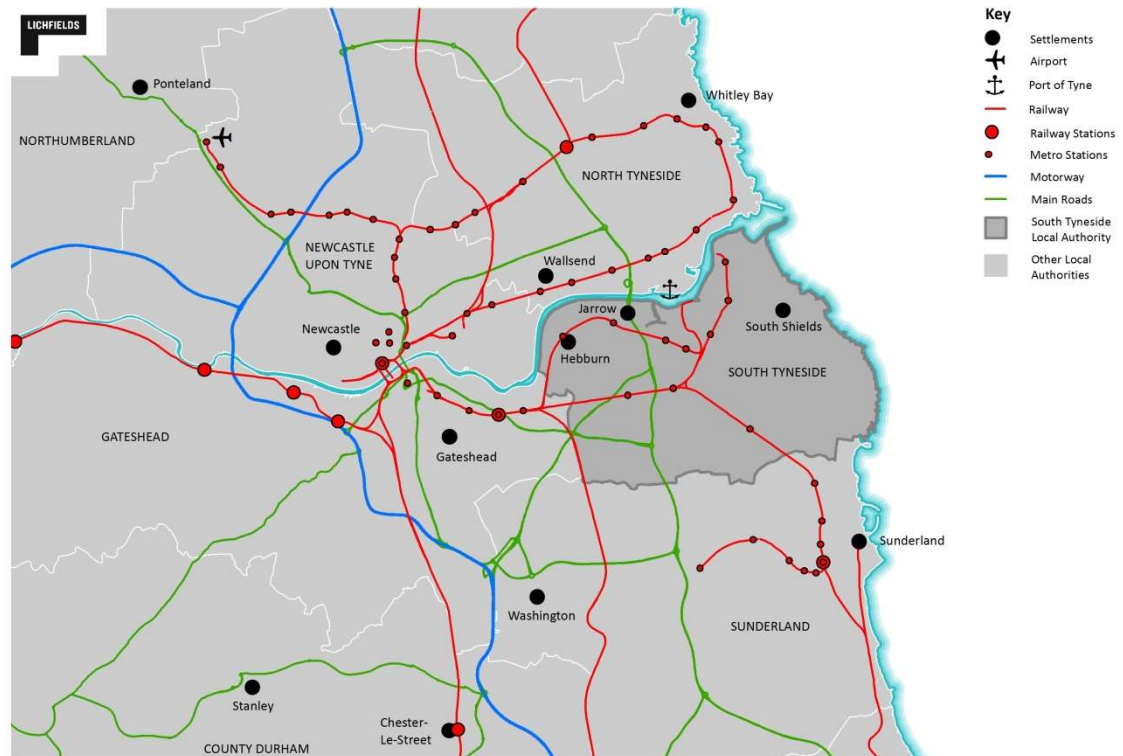 LICHFIELDS
Ponteland
NORTHUMBERLAND
Whitley Bay
NORTH TYNESIDE
NEWCASTLE
UPON TYNE
Wallsend
Newcastle
Jarrow
South Shields
Hebburn
SOUTH TYNESIDE
GATESHEAD
Gateshead
Sunderland
Washington
SUNDERLAND
Stanley
Chester-
Le-Street
COUNTY DURHAM
Key
Settlements
Airport
Port of Tyne
Railway
Railway Stations
Metro Stations
Motorway
Main Roads
South Tyneside
Local Authority
Other Local
Authorities